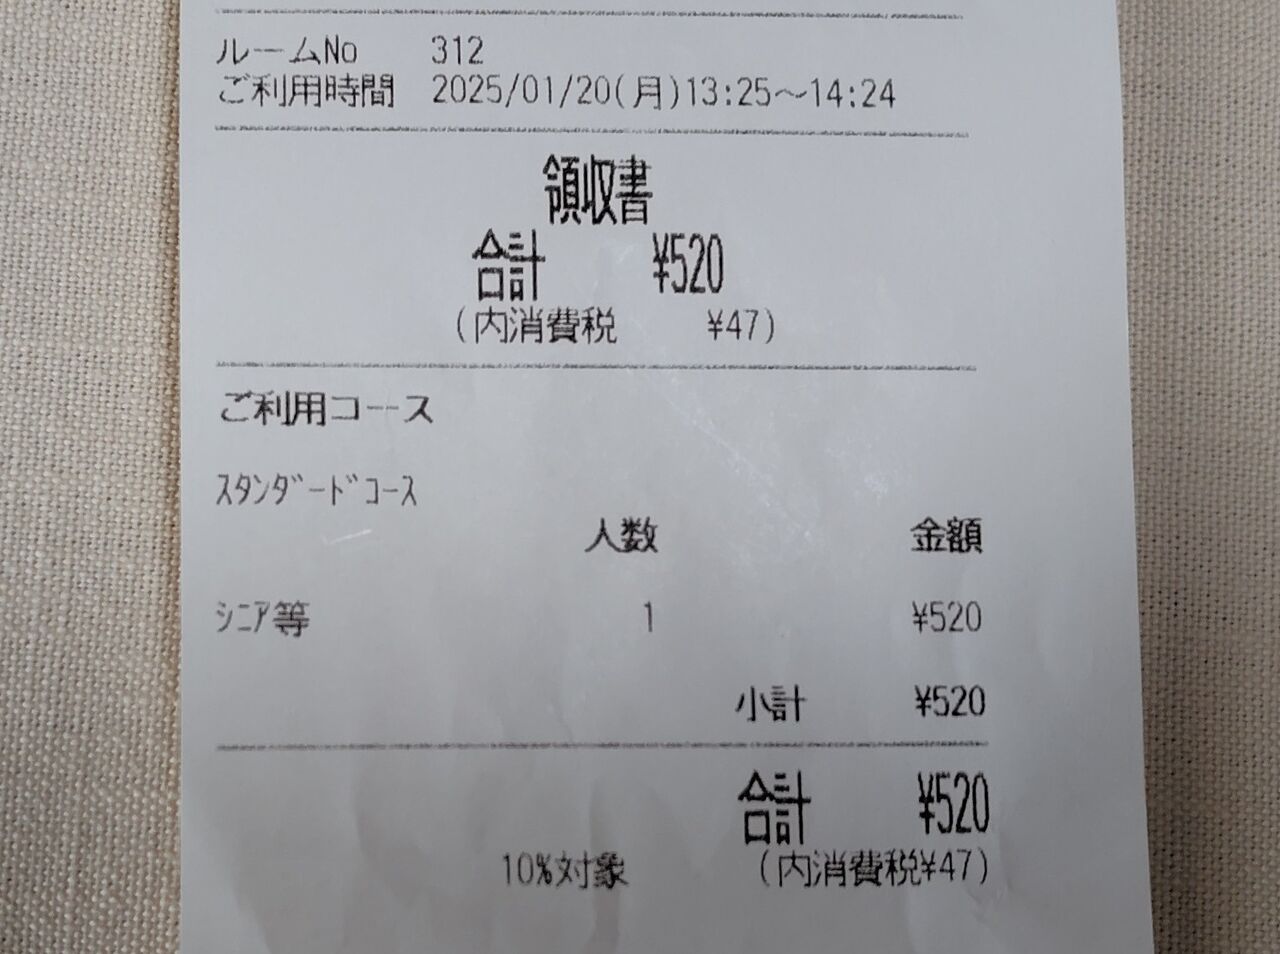 ルームNo 312
ご利用時間 2025/01/20(月)13:25～14:24
領収書
合計 ¥520
(内消費税 ¥47)
ご利用コース
ｽﾀﾝﾀﾞｰﾄﾞｺｰｽ
人数 金額
ｼﾆｱ等 1 ¥520
小計 ¥520
合計 ¥520
10%対象 (内消費税¥47)